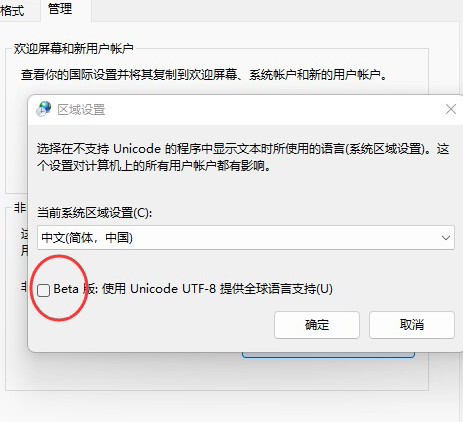 格式
管理
欢迎屏幕和新用户帐户
查看你的国际设置并将其复制到欢迎屏幕、系统帐户和新的用户帐户。
区域设置
选择在不支持 Unicode 的程序中显示文本时所使用的语言(系统区域设置)。这
个设置对计算机上的所有用户帐户都有影响。
当前系统区域设置(C):
中文(简体，中国)
Beta 版: 使用 Unicode UTF-8 提供全球语言支持(U)
确定
取消
非
用
非